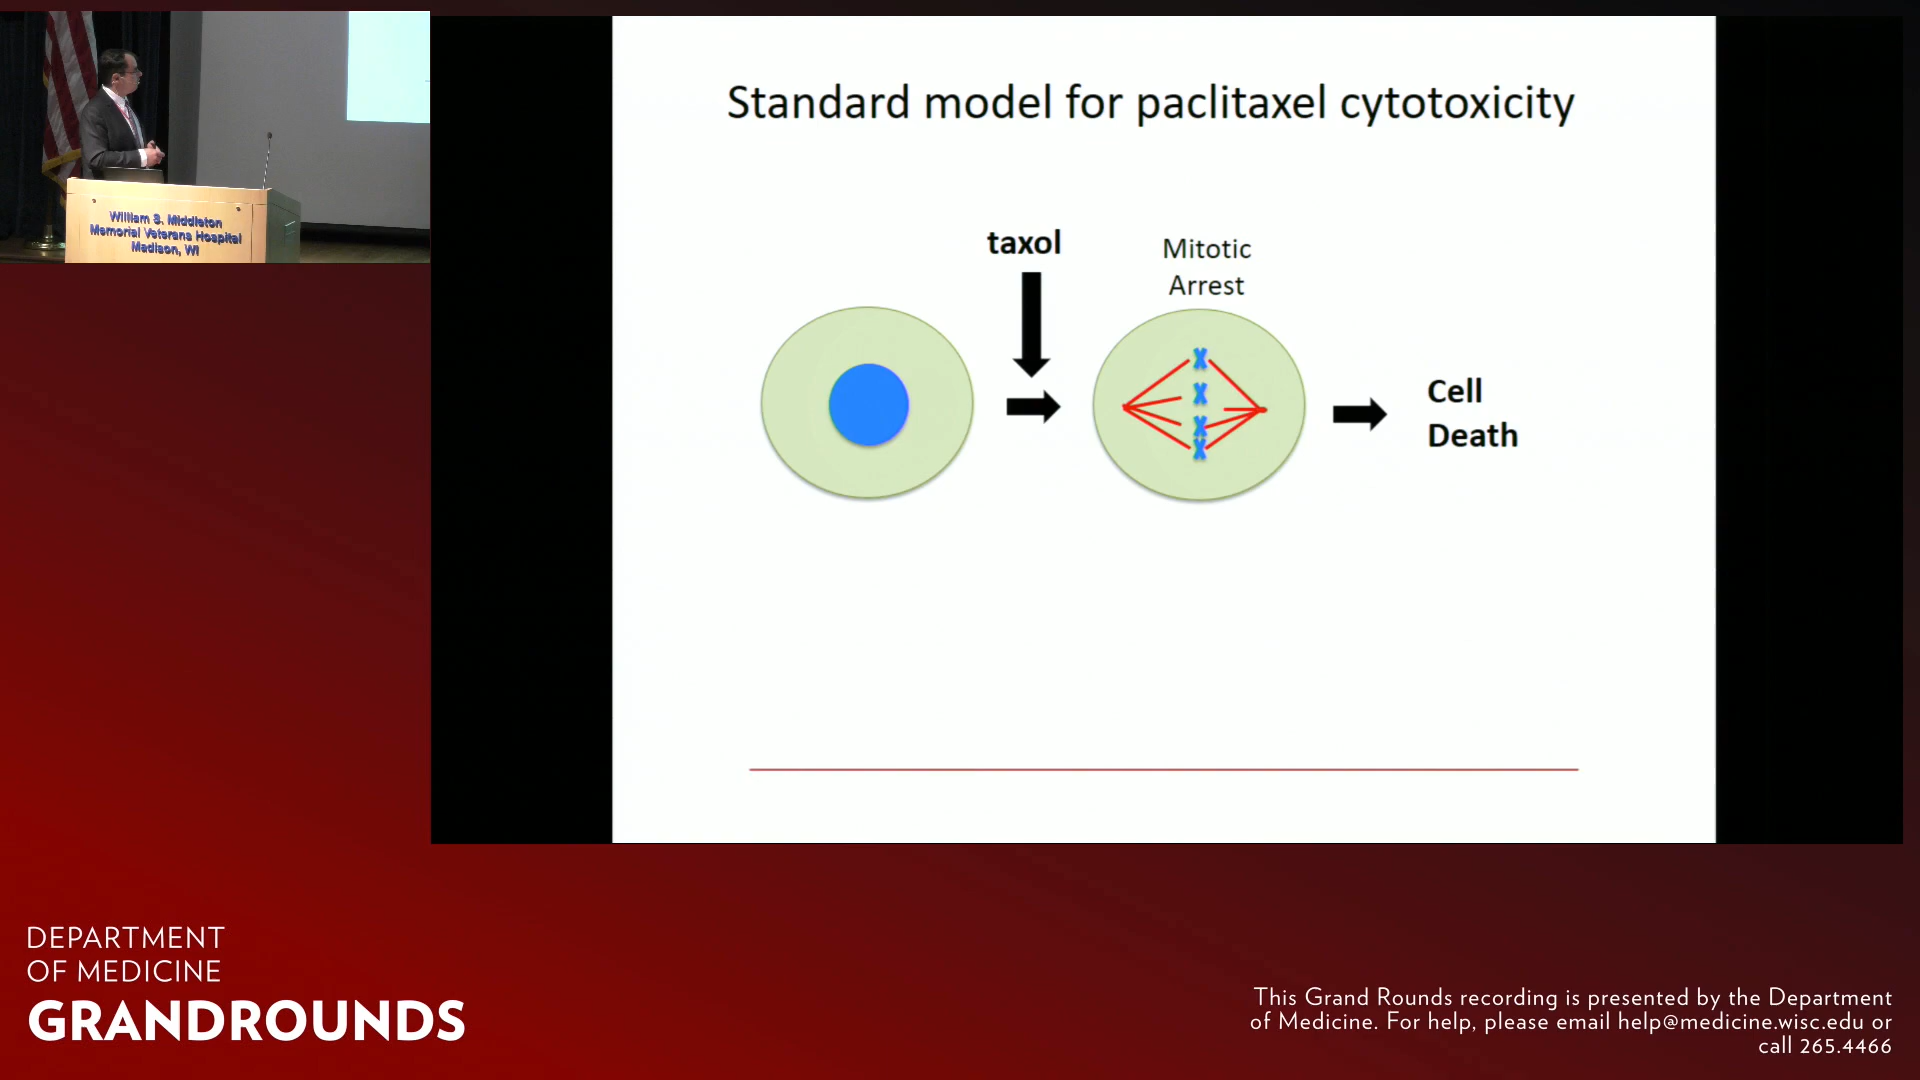 William S. Middleton
Memorial Veterans Hospital
Madison, WI
Standard model for paclitaxel cytotoxicity
taxol
Mitotic
Arrest
Cell
Death
DEPARTMENT
OF MEDICINE
GRANDROUNDS
This Grand Rounds recording is presented by the Department
of Medicine. For help, please email help@medicine.wisc.edu or
call 265.4466